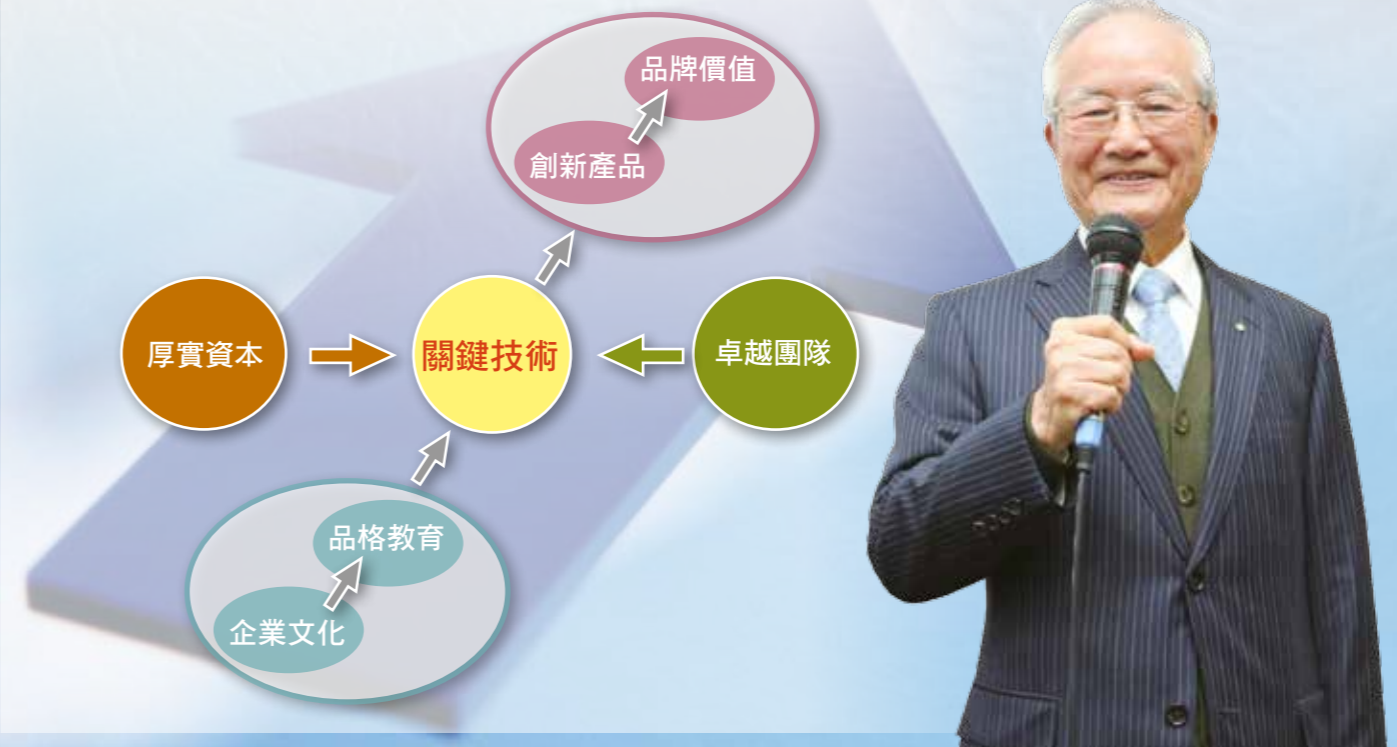 品牌價值
創新產品
厚實資本
關鍵技術
卓越團隊
品格教育
企業文化